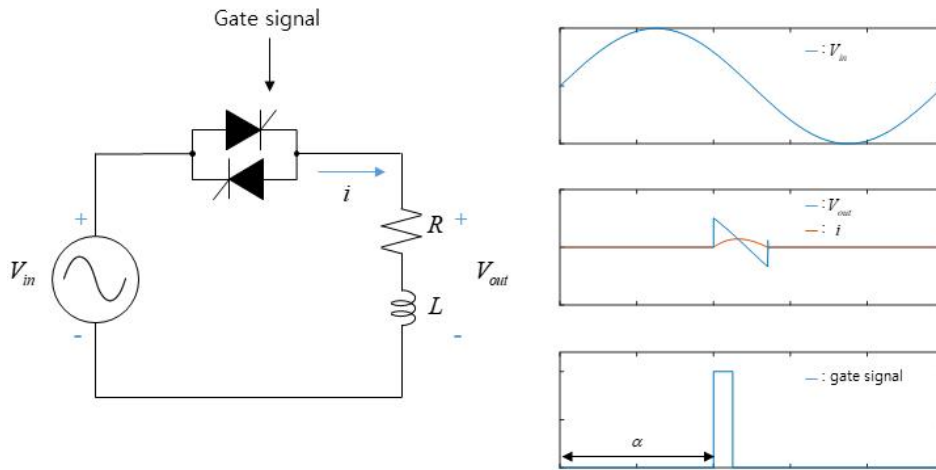 Gate signal
i
+
R
+
V_in
V_out
L
-
-
— : V_in
— : V_out
— : i
— : gate signal
α